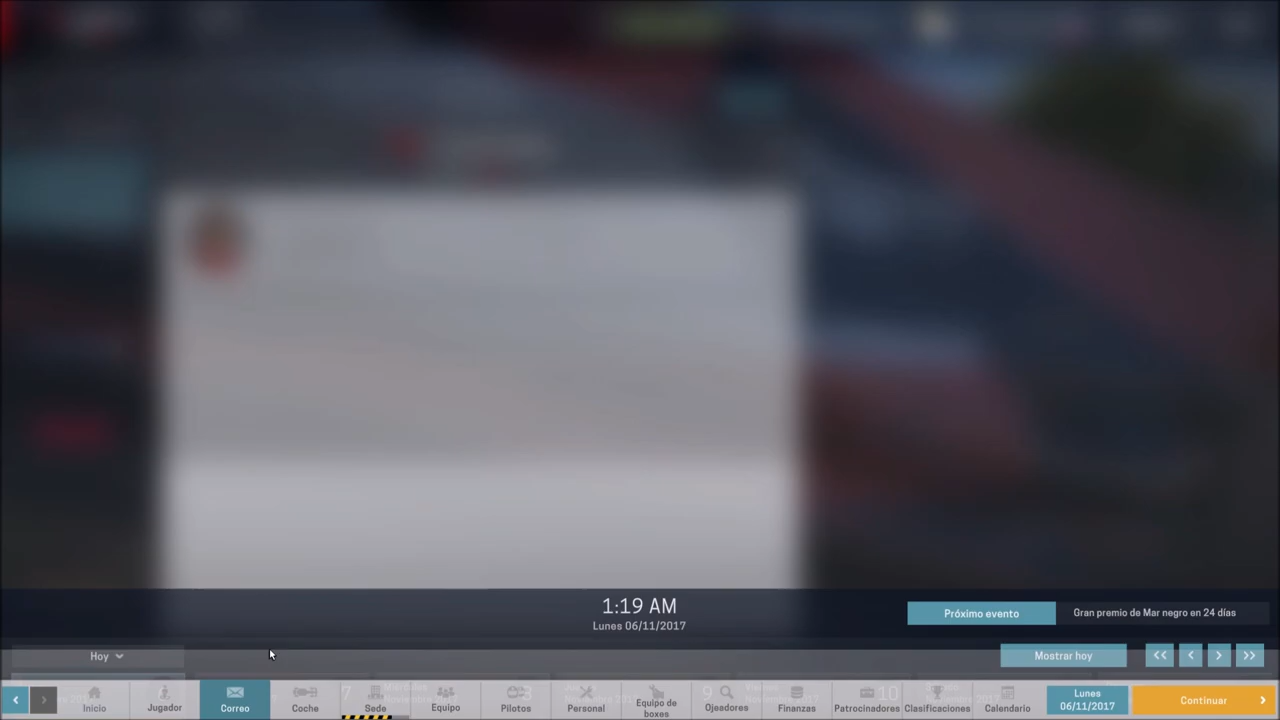 1:19 AM
Lunes 06/11/2017
Próximo evento
Gran premio de Mar negro en 24 días
Hoy
Mostrar hoy
Inicio
Jugador
Correo
Coche
Sede
Equipo
Pilotos
Personal
Equipo de
boxes
Ojeadores
Finanzas
Patrocinadores
Clasificaciones
Calendario
Lunes
06/11/2017
Continuar